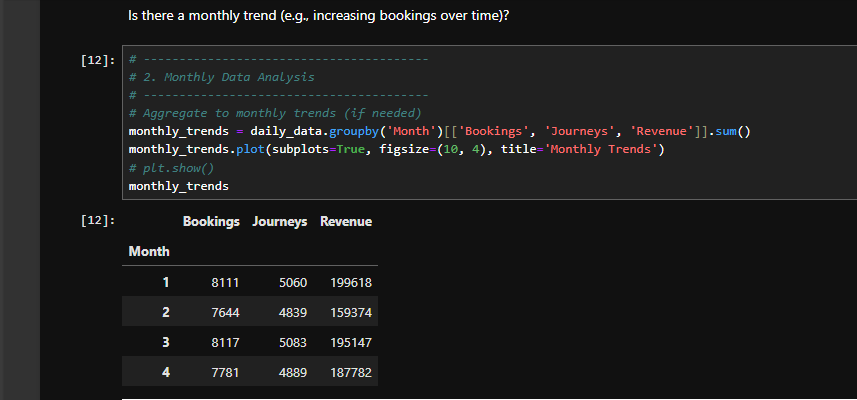 Is there a monthly trend (e.g., increasing bookings over time)?
[12]: # ----------------------------------------
# 2. Monthly Data Analysis
# ----------------------------------------
# Aggregate to monthly trends (if needed)
monthly_trends = daily_data.groupby('Month')[['Bookings', 'Journeys', 'Revenue']].sum()
monthly_trends.plot(subplots=True, figsize=(10, 4), title='Monthly Trends')
# plt.show()
monthly_trends
[12]: Bookings Journeys Revenue
Month
1 8111 5060 199618
2 7644 4839 159374
3 8117 5083 195147
4 7781 4889 187782